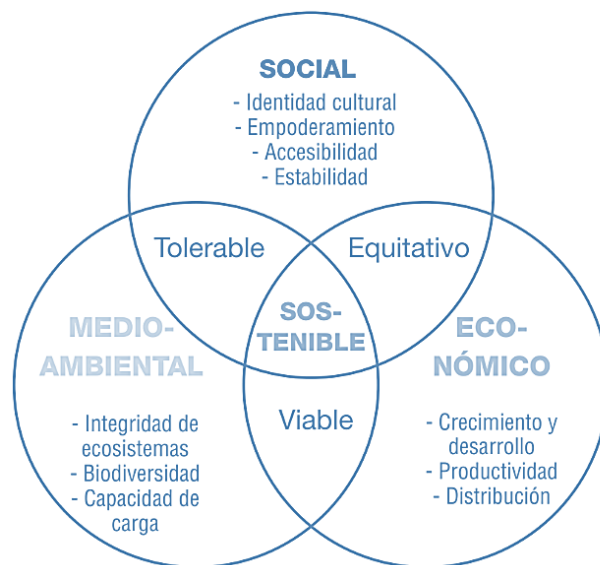 SOCIAL
- Identidad cultural
- Empoderamiento
- Accesibilidad
- Estabilidad
Tolerable
Equitativo
SOS-
TENIBLE
MEDIO-
AMBIENTAL
- Integridad de
ecosistemas
- Biodiversidad
- Capacidad de
carga
ECO-
NÓMICO
- Crecimiento y
desarrollo
- Productividad
- Distribución
Viable